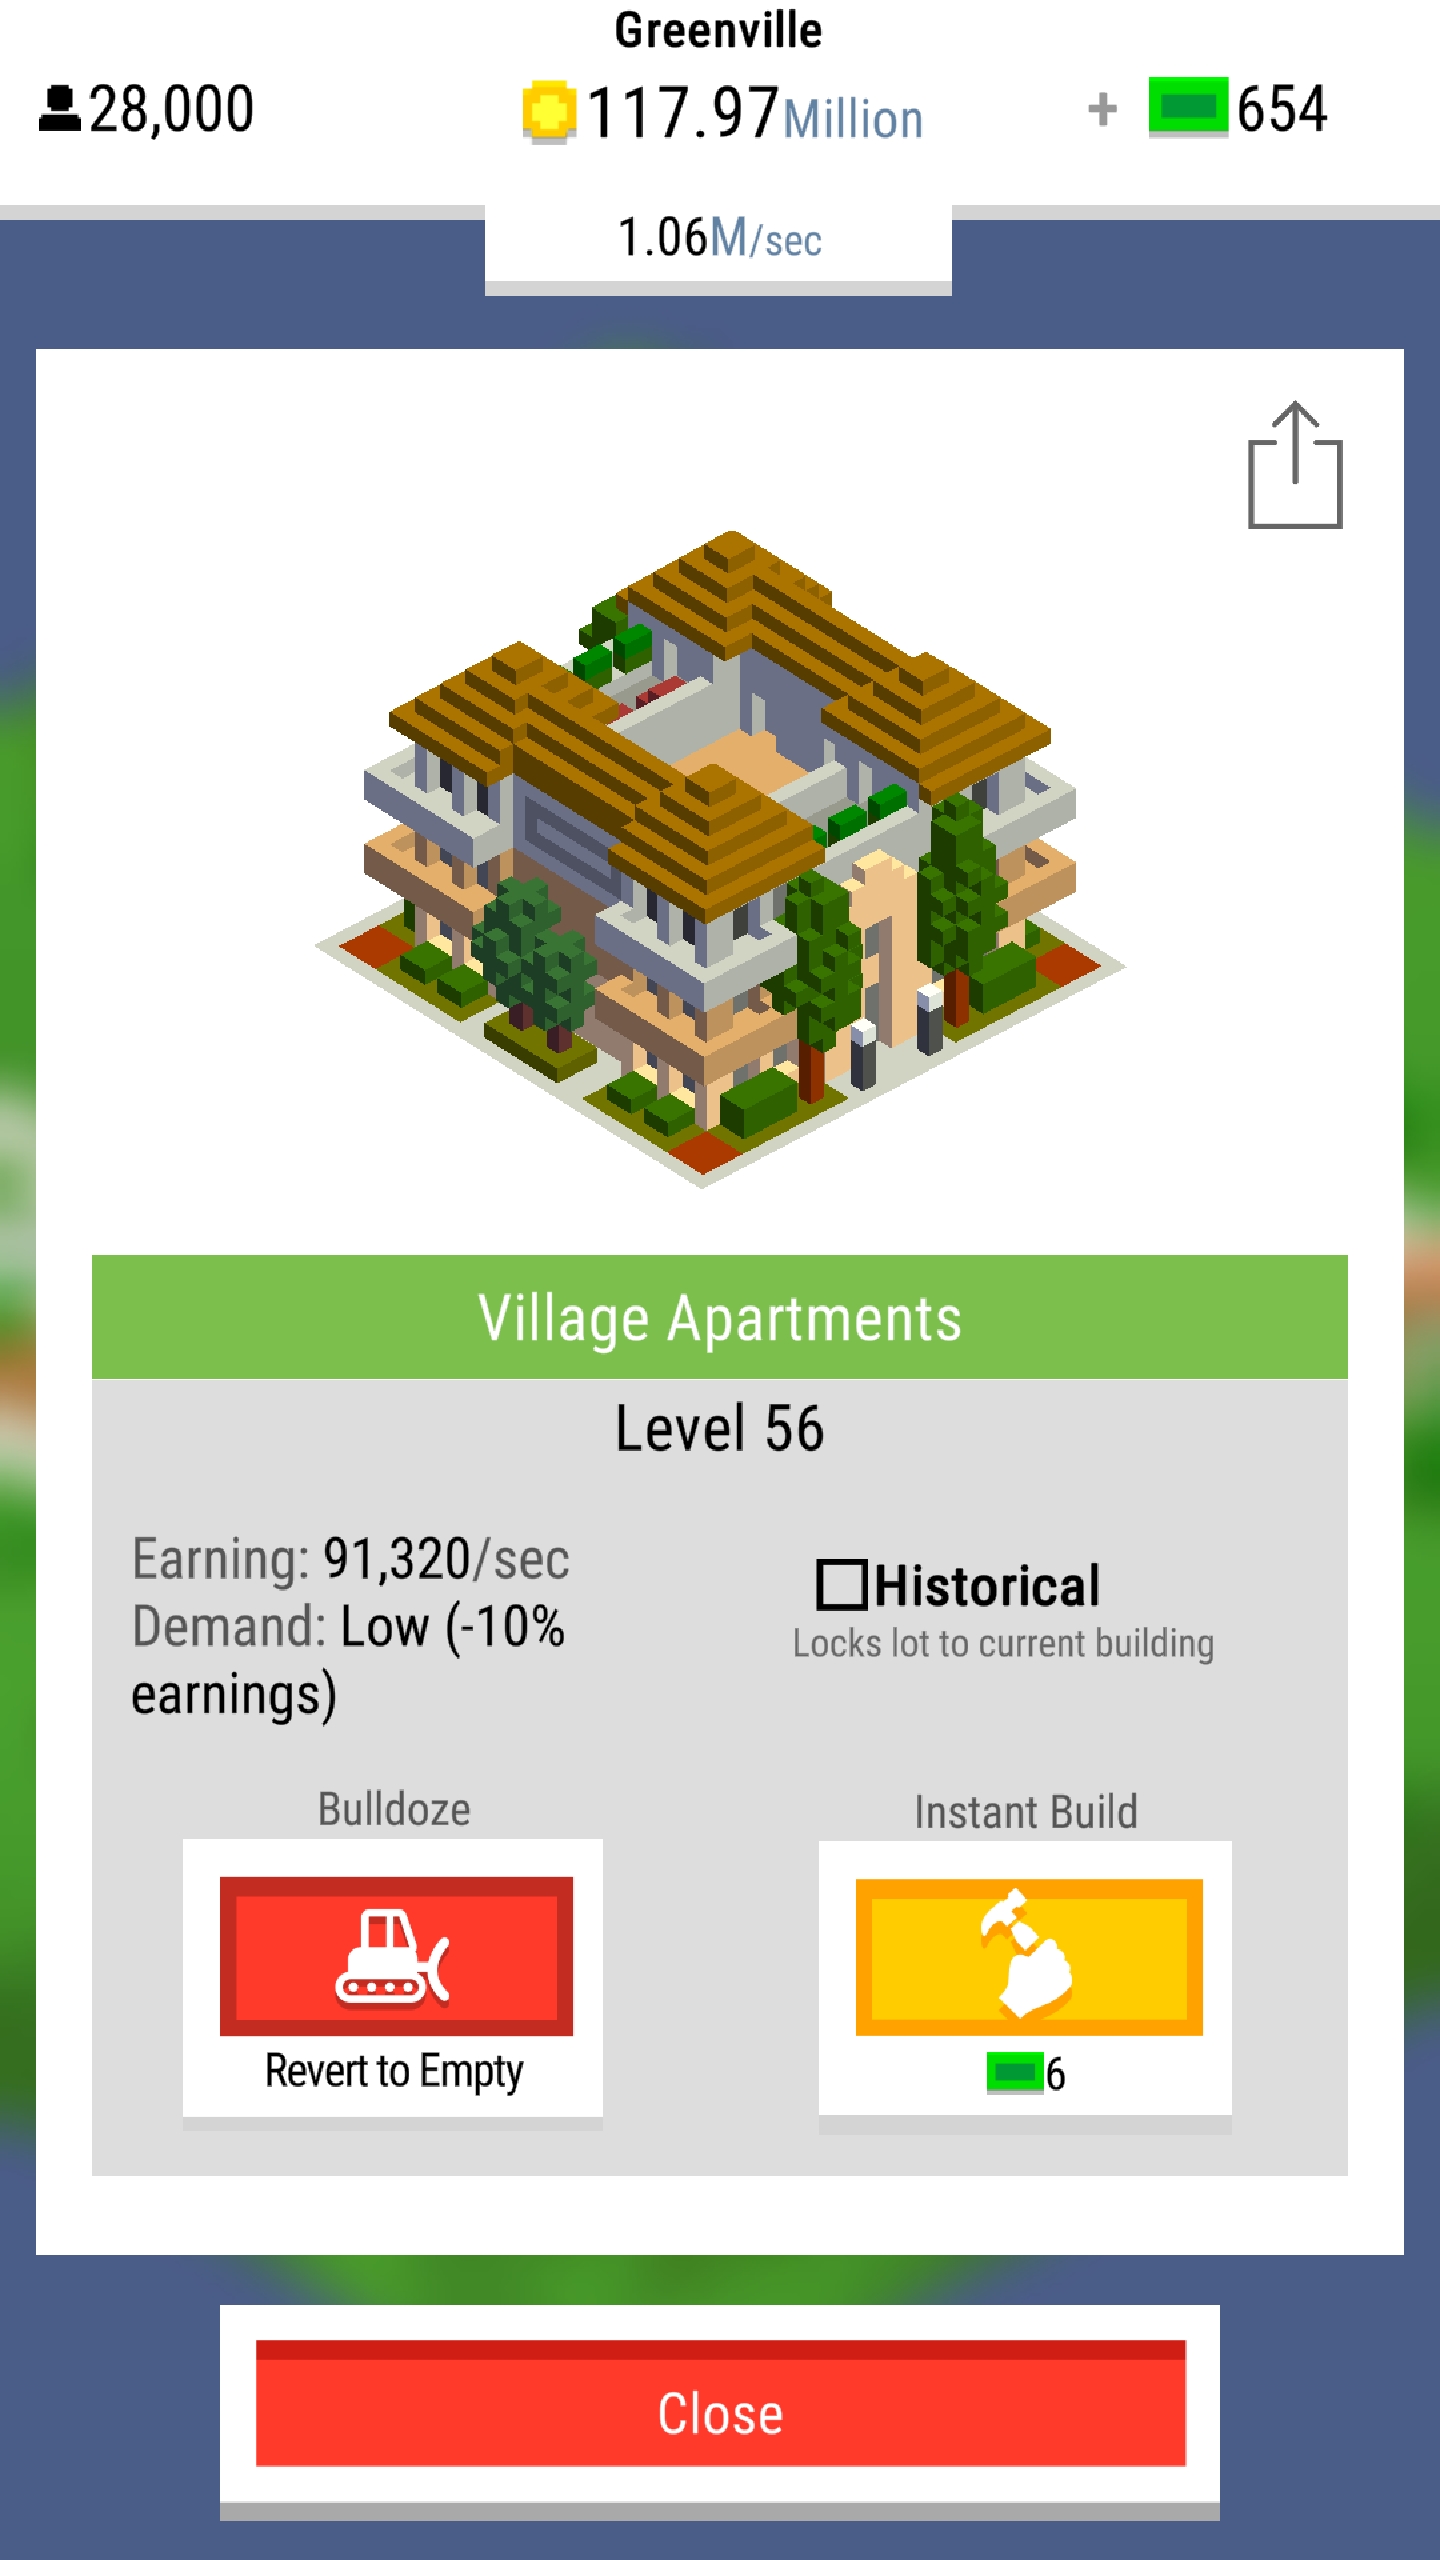 Greenville
28,000
117.97Million
+ 654
1.06M/sec
Village Apartments
Level 56
Earning: 91,320/sec
Demand: Low (-10%
earnings)
Historical
Locks lot to current building
Bulldoze
Revert to Empty
Instant Build
6
Close